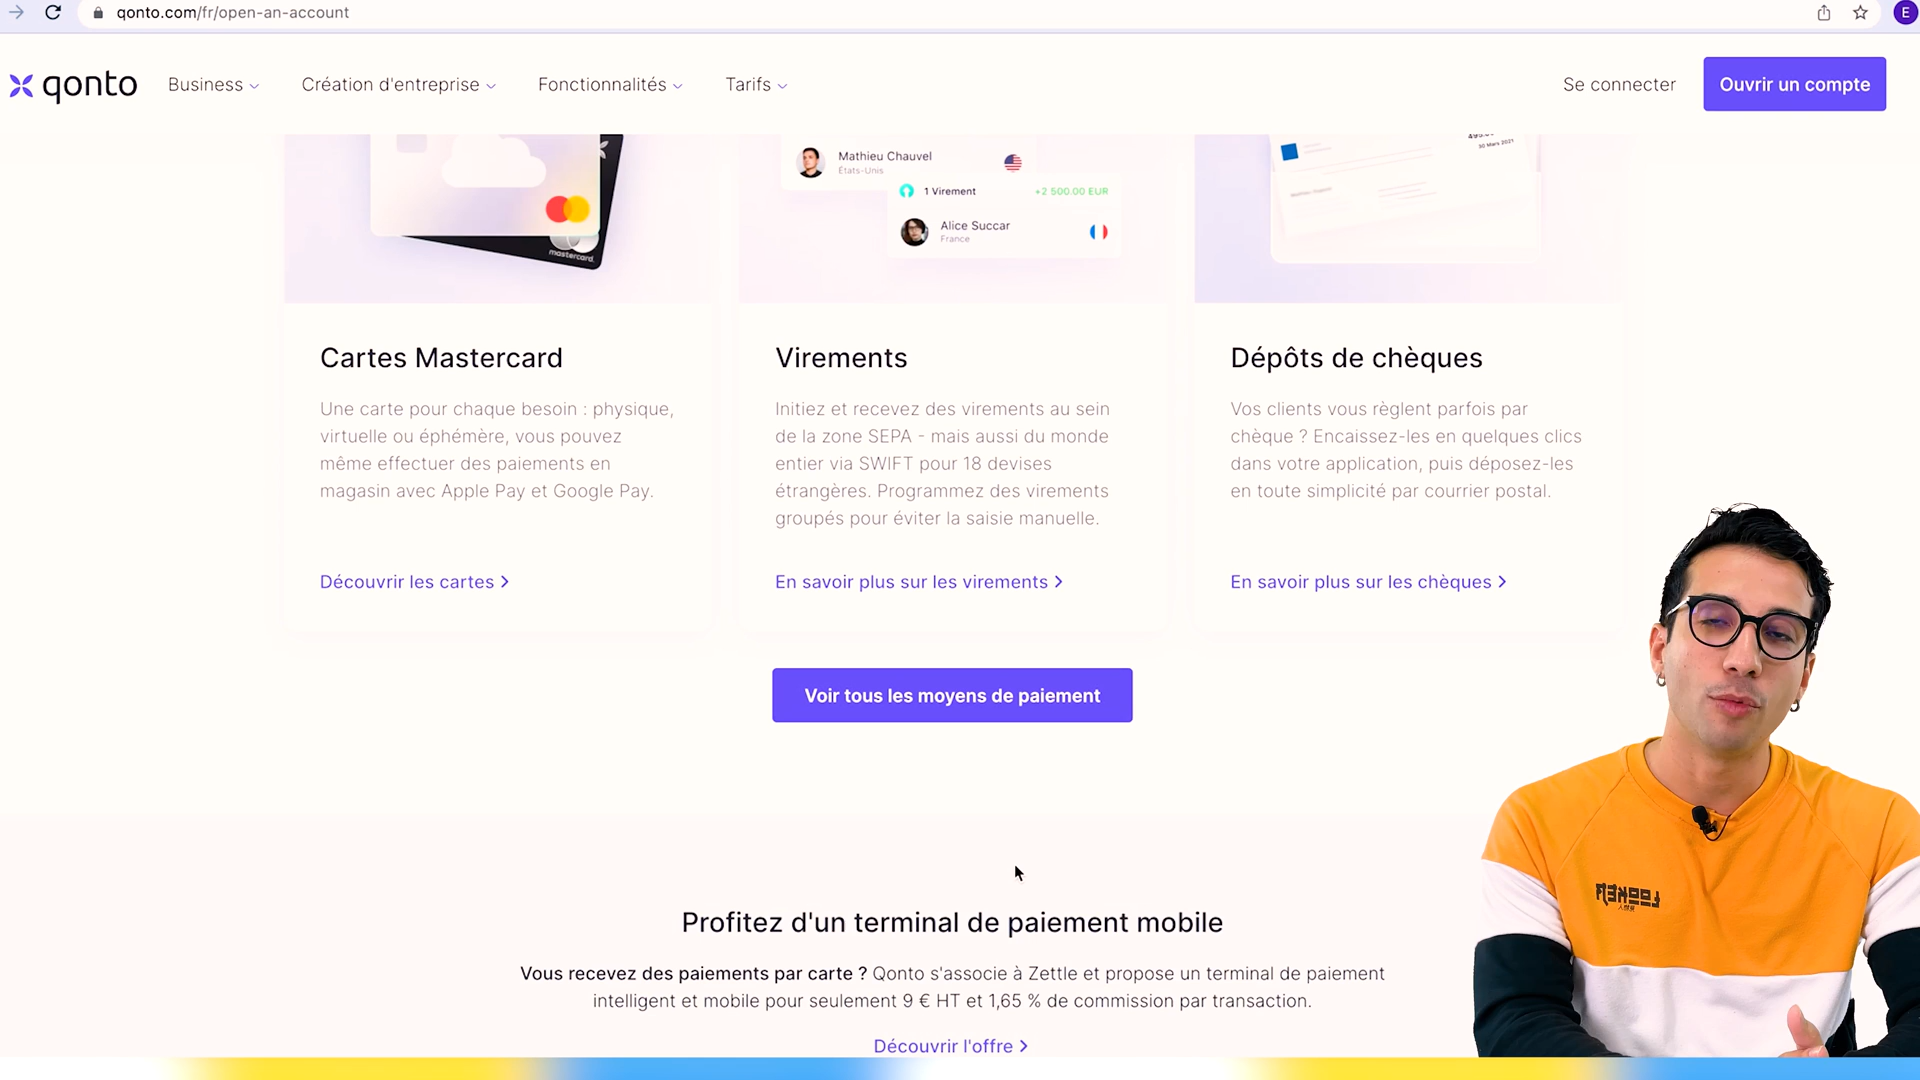 qonto.com/fr/open-an-account
E
qonto
Business
Création d'entreprise
Fonctionnalités
Tarifs
Se connecter
Ouvrir un compte
mastercard.
Mathieu Chauvel
États-Unis
1 Virement
+2 500.00 EUR
Alice Succar
France
30 Mars 2021
Cartes Mastercard
Une carte pour chaque besoin : physique,
virtuelle ou éphémère, vous pouvez
même effectuer des paiements en
magasin avec Apple Pay et Google Pay.
Découvrir les cartes
Virements
Initiez et recevez des virements au sein
de la zone SEPA - mais aussi du monde
entier via SWIFT pour 18 devises
étrangères. Programmez des virements
groupés pour éviter la saisie manuelle.
En savoir plus sur les virements
Dépôts de chèques
Vos clients vous règlent parfois par
chèque ? Encaissez-les en quelques clics
dans votre application, puis déposez-les
en toute simplicité par courrier postal.
En savoir plus sur les chèques
Voir tous les moyens de paiement
Profitez d'un terminal de paiement mobile
Vous recevez des paiements par carte ? Qonto s'associe à Zettle et propose un terminal de paiement
intelligent et mobile pour seulement 9 € HT et 1,65 % de commission par transaction.
Découvrir l'offre